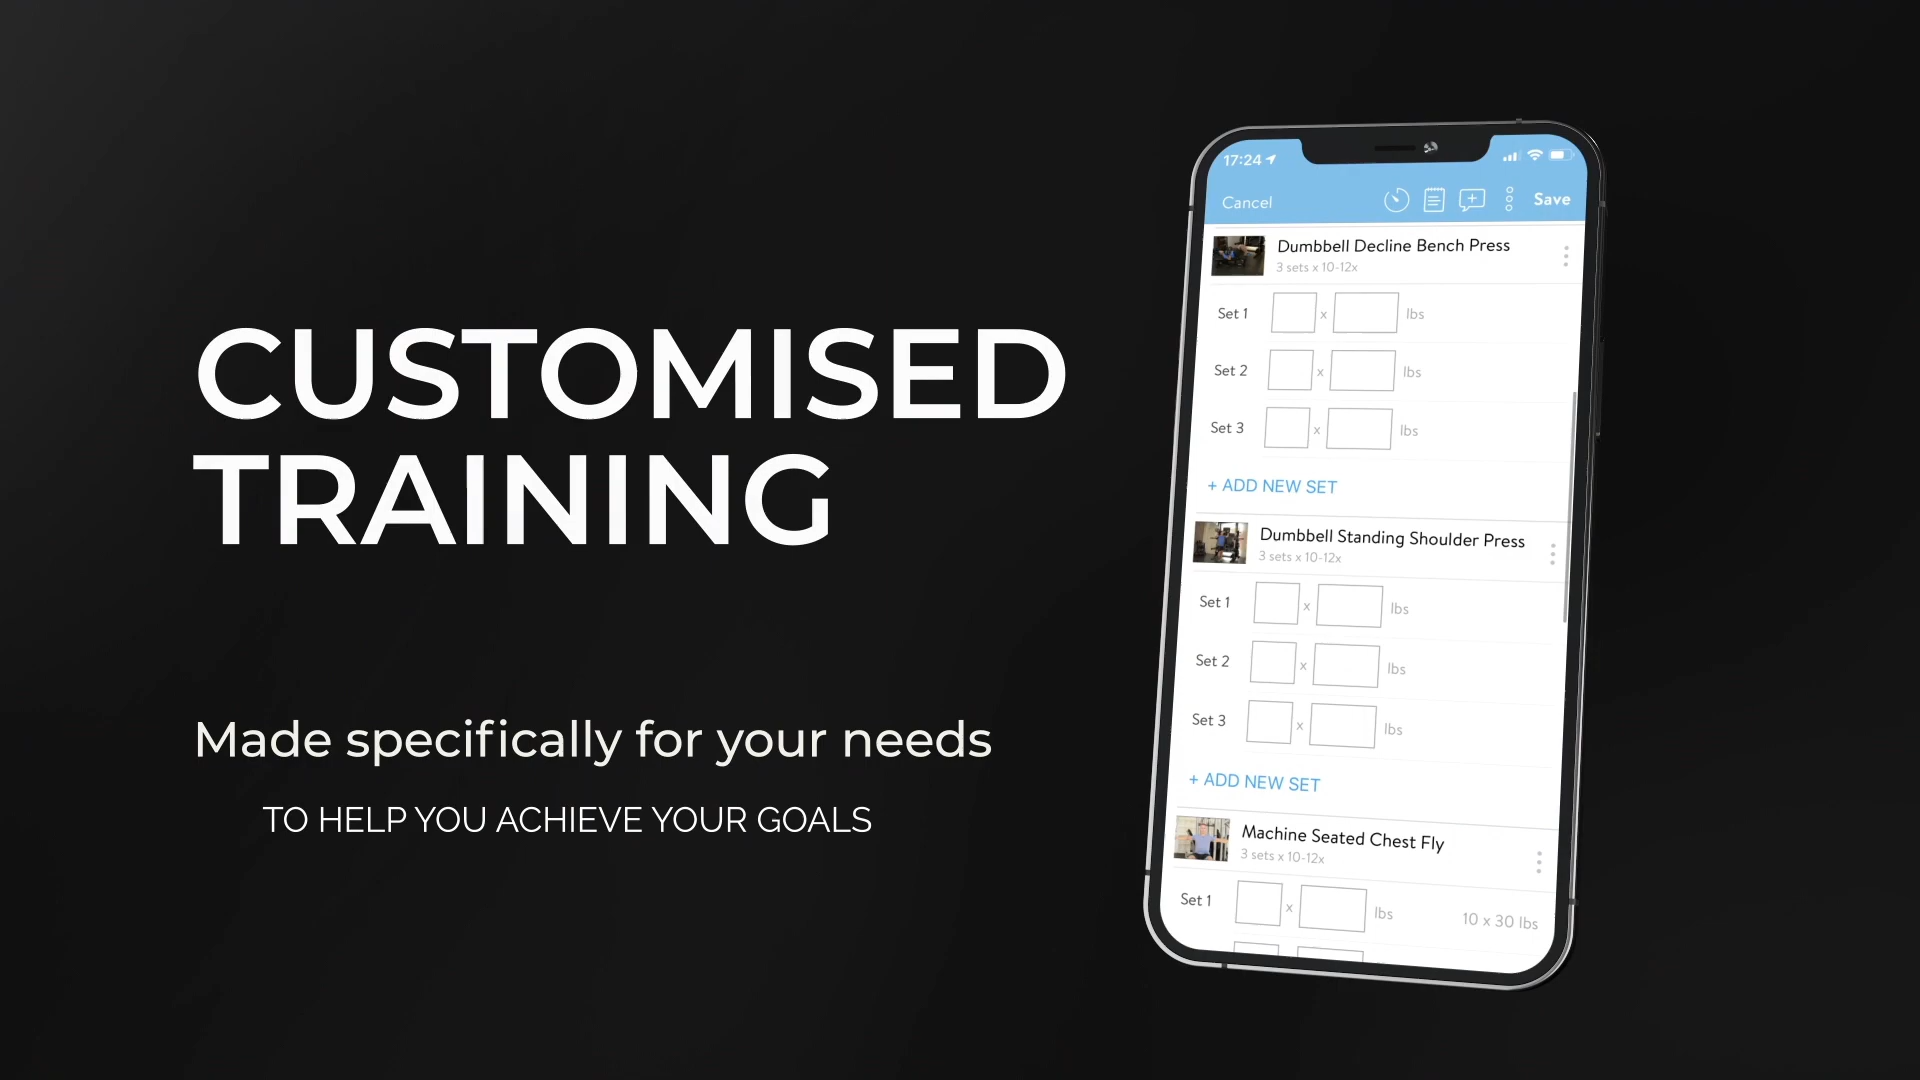 CUSTOMISED
TRAINING
Made specifically for your needs
TO HELP YOU ACHIEVE YOUR GOALS
17:24
Cancel
Save
Dumbbell Decline Bench Press
3 sets x 10-12x
Set 1 x lbs
Set 2 x lbs
Set 3 x lbs
+ ADD NEW SET
Dumbbell Standing Shoulder Press
3 sets x 10-12x
Set 1 x lbs
Set 2 x lbs
Set 3 x lbs
+ ADD NEW SET
Machine Seated Chest Fly
3 sets x 10-12x
Set 1 x lbs 10 x 30 lbs